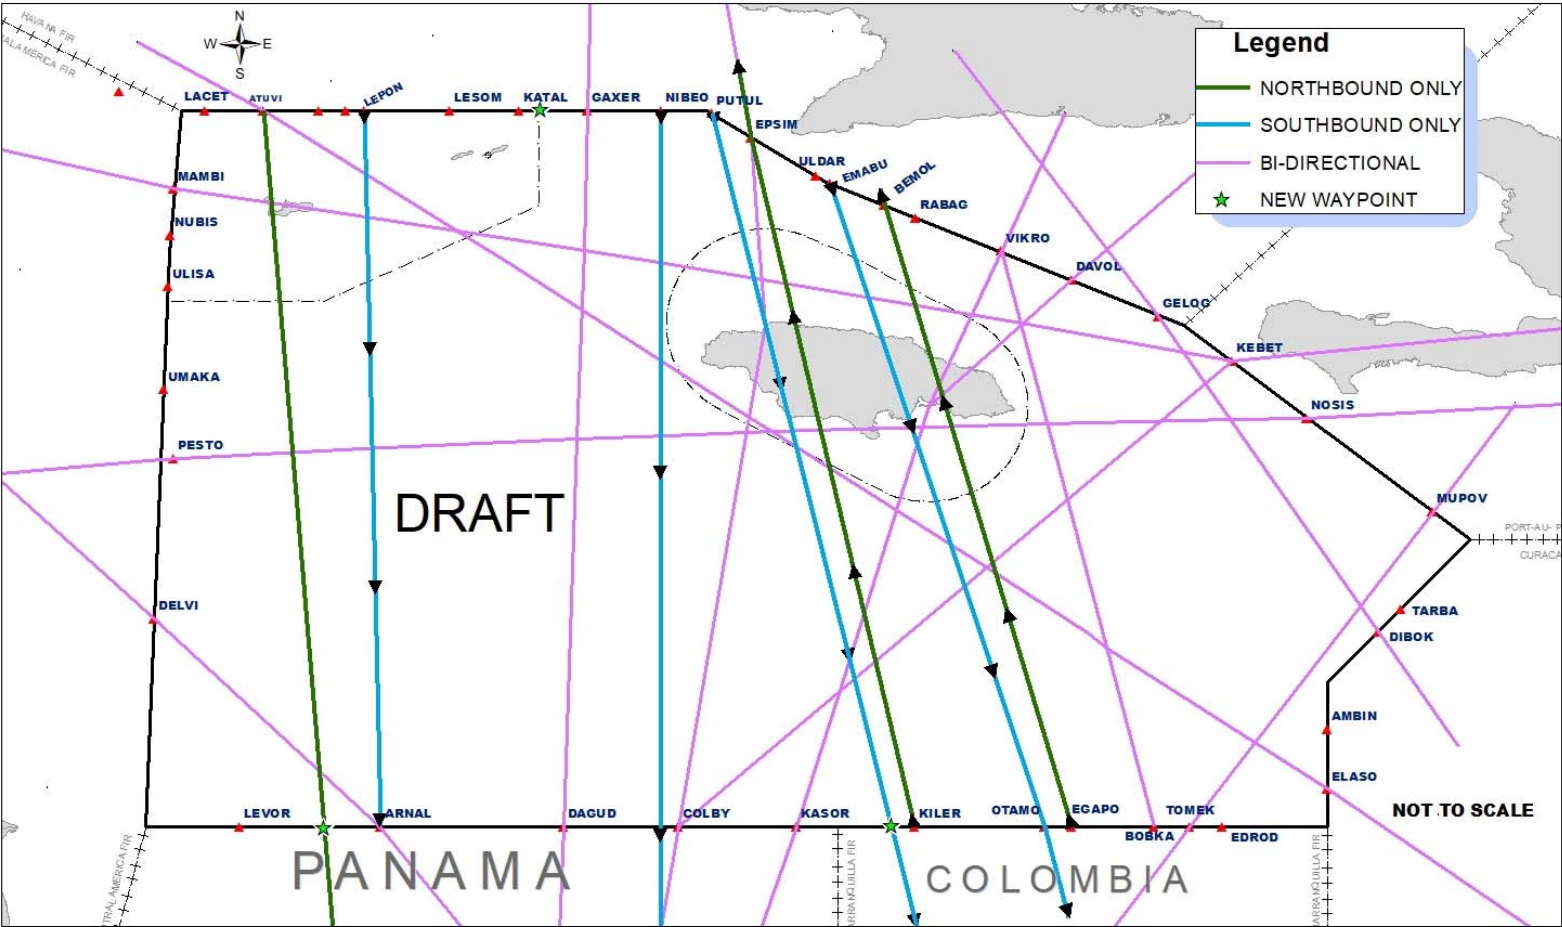 HAVANA FIR
N
W E
S
Legend
NORTHBOUND ONLY
SOUTHBOUND ONLY
BI-DIRECTIONAL
NEW WAYPOINT
LACET
ATUVI
LEPON
LESOM
KATAL
GAXER
NIBEO
PUTUL
EPSIM
ULDAR
EMABU
BEMOL
RABAG
VIKRO
DAVOL
GELOG
KEBET
NOSIS
MUPOV
TARBA
DIBOK
AMBIN
ELASO
MAMBI
NUBIS
ULISA
UMAKA
PESTO
DELVI
DRAFT
NOT TO SCALE
LEVOR
ARNAL
DAGUD
COLBY
KASOR
KILER
OTAMO
EGAPO
BOBKA
TOMEK
EDROD
PANAMA
COLOMBIA